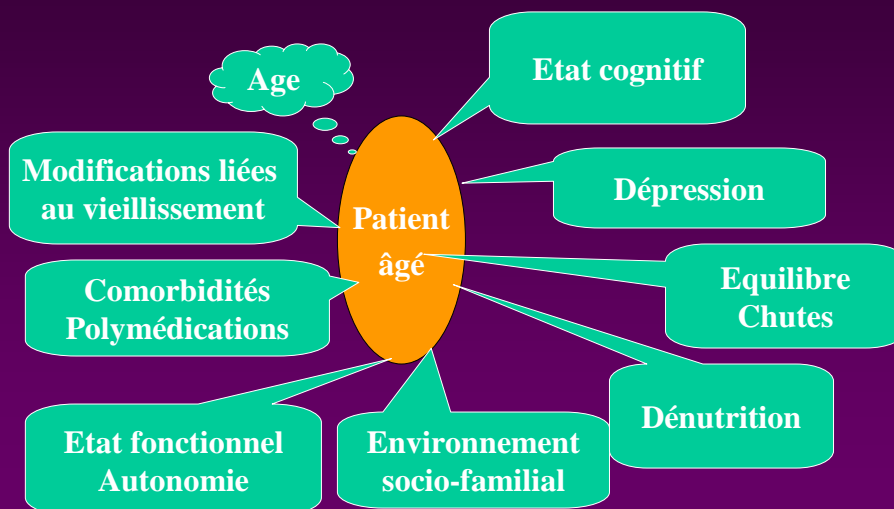 Age
Etat cognitif
Modifications liées
au vieillissement
Dépression
Patient
âgé
Comorbidités
Polymédications
Equilibre
Chutes
Dénutrition
Etat fonctionnel
Autonomie
Environnement
socio-familial